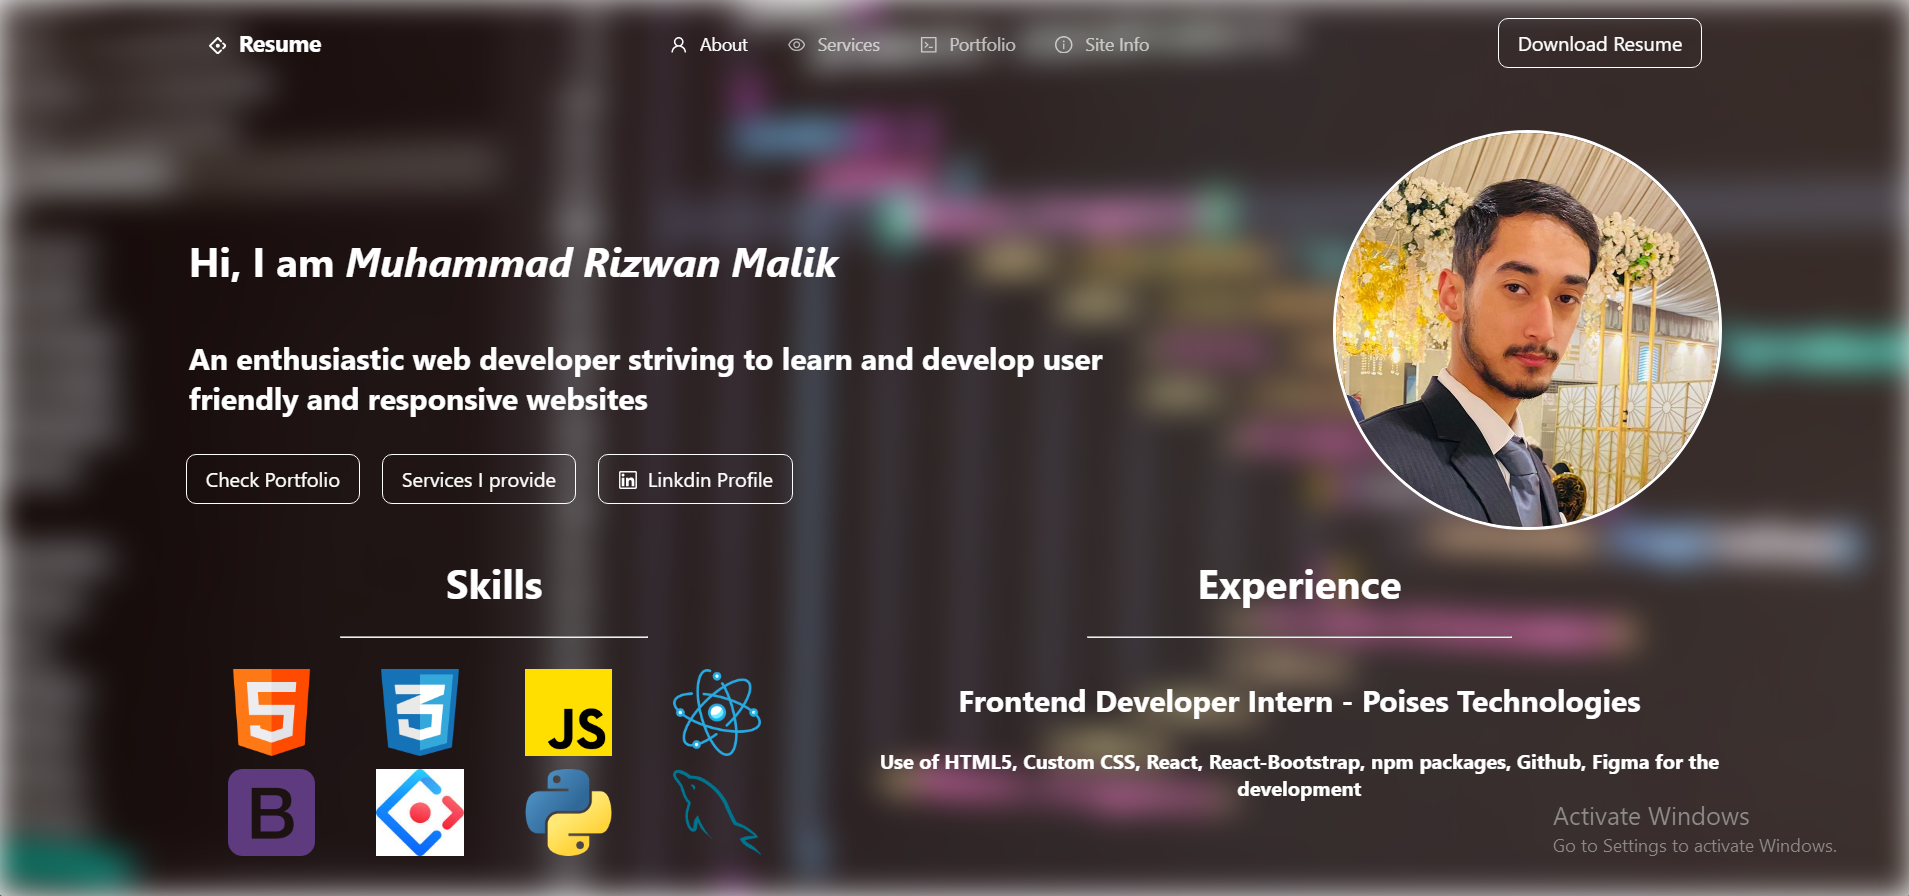 Resume
About
Services
Portfolio
Site Info
Download Resume
Hi, I am Muhammad Rizwan Malik
An enthusiastic web developer striving to learn and develop user
friendly and responsive websites
Check Portfolio
Services I provide
in Linkdin Profile
Skills
Experience
5
3
JS
B
Frontend Developer Intern - Poises Technologies
Use of HTML5, Custom CSS, React, React-Bootstrap, npm packages, Github, Figma for the
development
Activate Windows
Go to Settings to activate Windows.